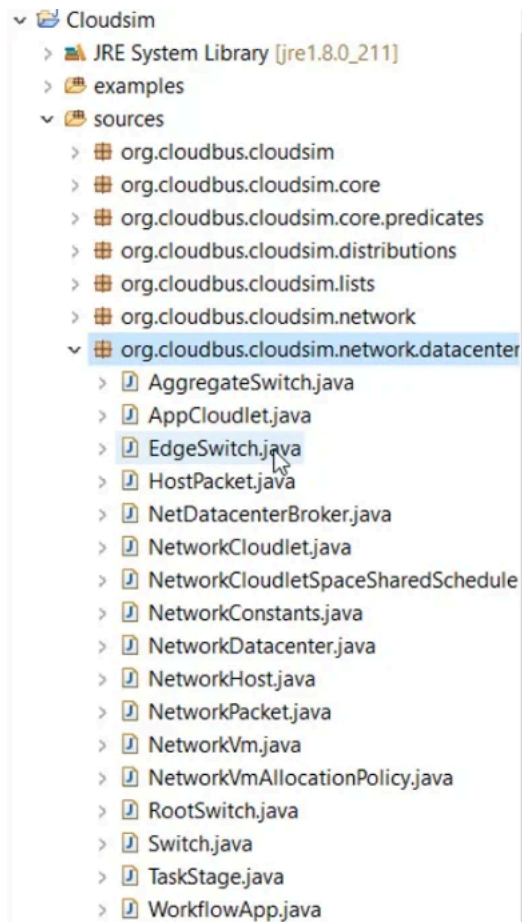 Cloudsim
JRE System Library [jre1.8.0_211]
examples
sources
org.cloudbus.cloudsim
org.cloudbus.cloudsim.core
org.cloudbus.cloudsim.core.predicates
org.cloudbus.cloudsim.distributions
org.cloudbus.cloudsim.lists
org.cloudbus.cloudsim.network
org.cloudbus.cloudsim.network.datacenter
AggregateSwitch.java
AppCloudlet.java
EdgeSwitch.java
HostPacket.java
NetDatacenterBroker.java
NetworkCloudlet.java
NetworkCloudletSpaceSharedSchedule
NetworkConstants.java
NetworkDatacenter.java
NetworkHost.java
NetworkPacket.java
NetworkVm.java
NetworkVmAllocationPolicy.java
RootSwitch.java
Switch.java
TaskStage.java
WorkflowApp.java